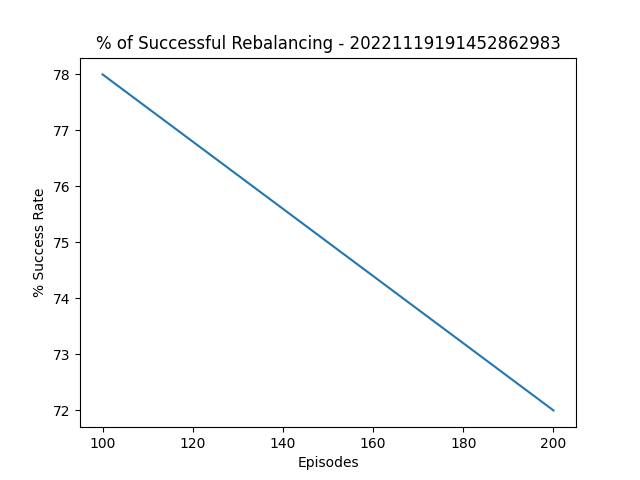 % of Successful Rebalancing - 20221119191452862983
78
77
76
75
74
73
72
% Success Rate
100 120 140 160 180 200
Episodes